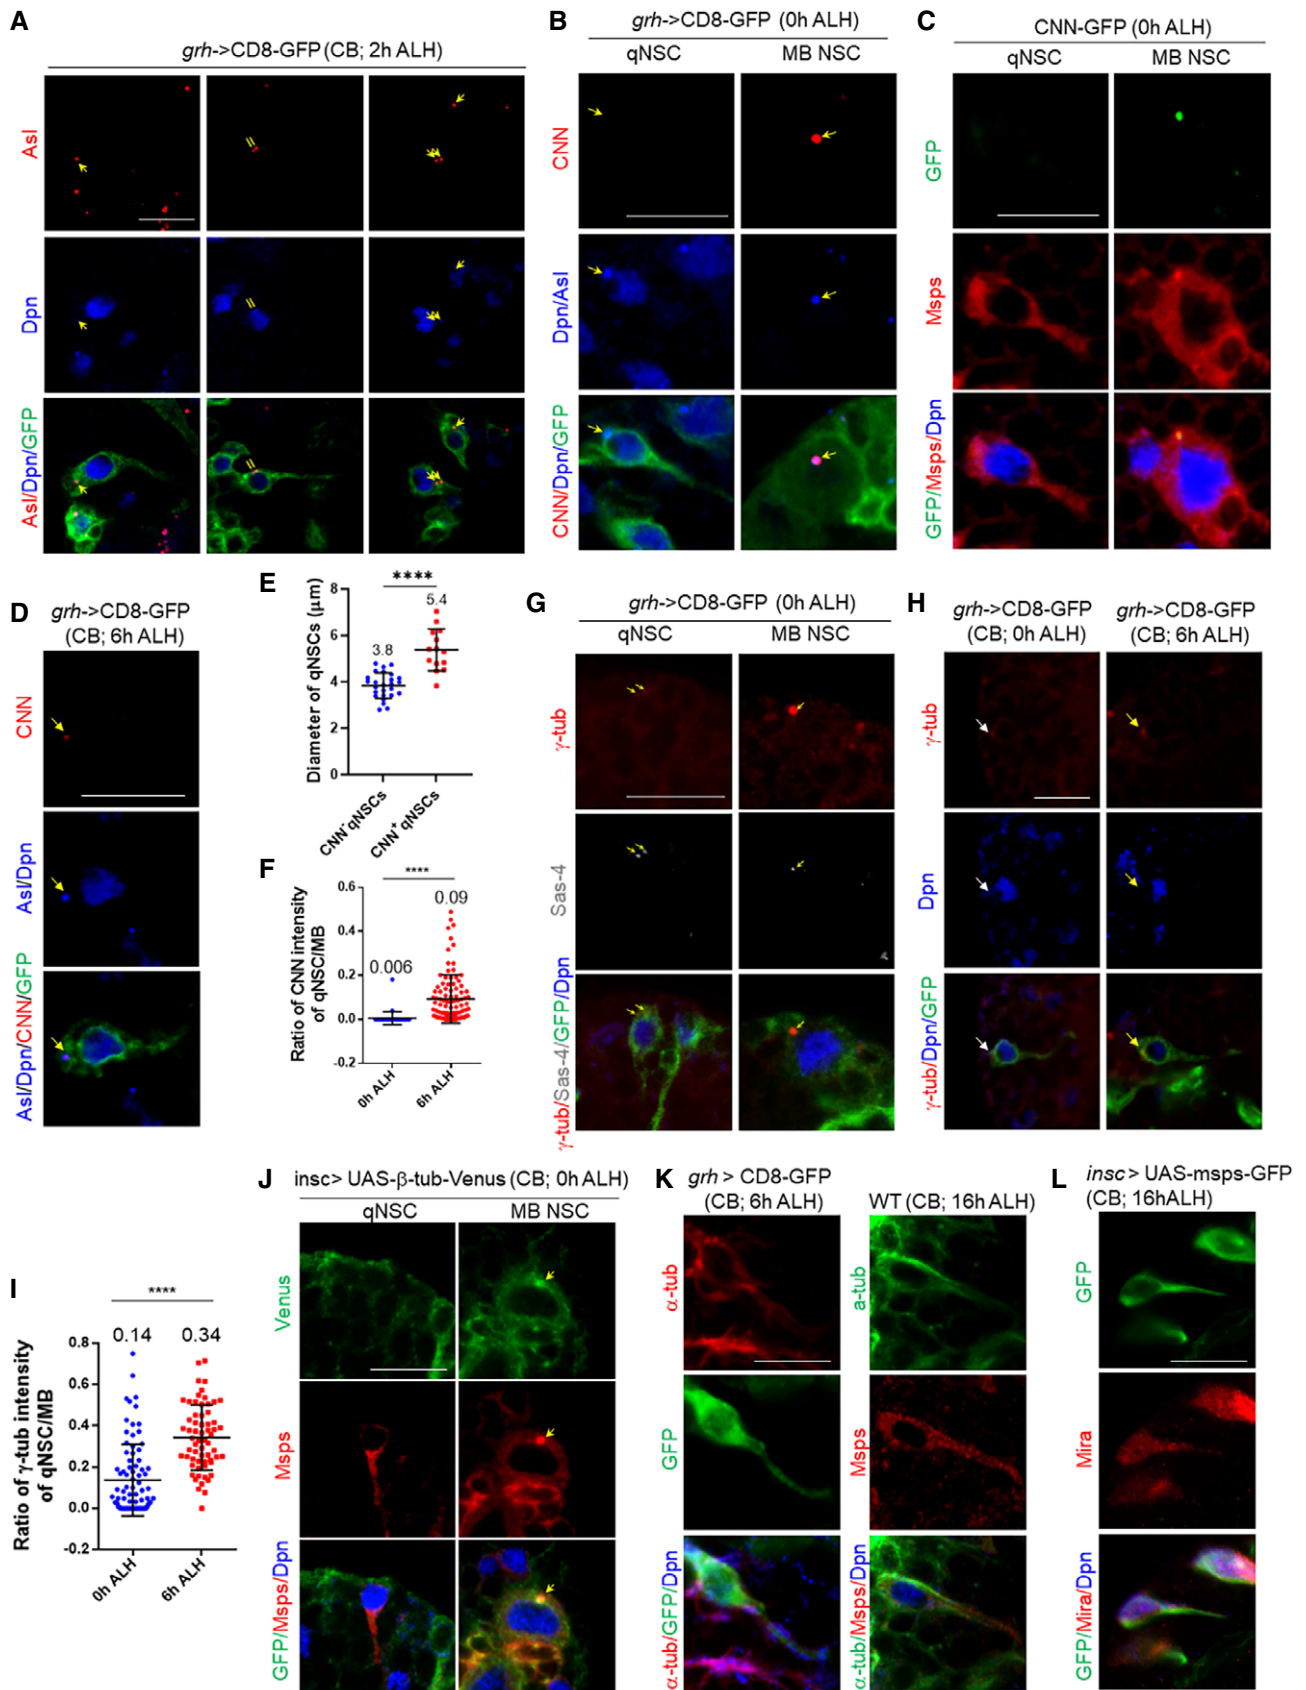 A
grh->CD8-GFP (CB; 2h ALH)
Asl
Dpn
Asl/Dpn/GFP
B
grh->CD8-GFP (0h ALH)
qNSC
MB NSC
CNN
Dpn/Asl
CNN/Dpn/GFP
C
CNN-GFP (0h ALH)
qNSC
MB NSC
GFP
Msps
GFP/Msps/Dpn
D
grh->CD8-GFP
(CB; 6h ALH)
CNN
Asl/Dpn
Asl/Dpn/CNN/GFP
E
Diameter of qNSCs (μm)
8
6
4
2
0
****
3.8
5.4
CNN⁻qNSCs
CNN⁺ qNSCs
F
Ratio of CNN intensity
of qNSC/MB
0.6
0.4
0.2
0.0
-0.2
****
0.006
0.09
0h ALH
6h ALH
G
grh->CD8-GFP (0h ALH)
qNSC
MB NSC
γ-tub
Sas-4
γ-tub/Sas-4/GFP/Dpn
H
grh->CD8-GFP
(CB; 0h ALH)
grh->CD8-GFP
(CB; 6h ALH)
γ-tub
Dpn
γ-tub/Dpn/GFP
I
Ratio of γ-tub intensity
of qNSC/MB
0.8
0.6
0.4
0.2
0.0
-0.2
****
0.14
0.34
0h ALH
6h ALH
J
insc> UAS-β-tub-Venus (CB; 0h ALH)
qNSC
MB NSC
Venus
Msps
GFP/Msps/Dpn
K
grh > CD8-GFP
(CB; 6h ALH)
WT (CB; 16h ALH)
α-tub
GFP
α-tub/GFP/Dpn
a-tub
Msps
α-tub/Msps/Dpn
L
insc> UAS-msps-GFP
(CB; 16hALH)
GFP
Mira
GFP/Mira/Dpn